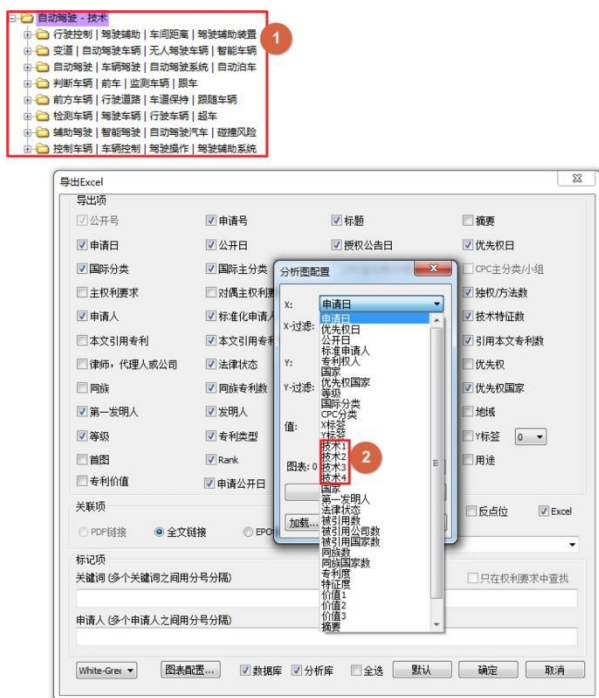 自动驾驶 - 技术
行驶控制 | 驾驶辅助 | 车间距离 | 驾驶辅助装置
1
变道 | 自动驾驶车辆 | 无人驾驶车辆 | 智能车辆
自动驾驶 | 车辆驾驶 | 自动驾驶系统 | 自动泊车
判断车辆 | 前车 | 监测车辆 | 跟车
前方车辆 | 行驶道路 | 车道保持 | 跟随车辆
检测车辆 | 驾驶车辆 | 行驶车辆 | 超车
辅助驾驶 | 智能驾驶 | 自动驾驶汽车 | 碰撞风险
控制车辆 | 车辆控制 | 驾驶操作 | 驾驶辅助系统
导出Excel
导出项
公开号 申请号 标题 摘要
申请日 公开日 授权公告日 优先权日
国际分类 国际主分类 CPC主分类/小组
主权利要求 对偶主权利 独权/方法数
申请人 标准化申请人 技术特征数
本文引用专利 本文引用专利 引用本文专利数
律师，代理人或公司 法律状态 优先权
同族 同族专利数 优先权国家
第一发明人 发明人 地域
等级 专利类型 Y标签 0
首图 Rank 用途
专利价值 申请公开日
分析图配置
X: 申请日
X-过滤:
Y:
Y-过滤:
值:
图表: 0
加载...
申请日
优先权日
公开日
标准申请人
专利权人
国家
优先权国家
等级
国际分类
CPC分类
X标签
Y标签
技术1
技术2
技术3
技术4
2
国家
第一发明人
法律状态
被引用数
被引用公司数
被引用国家数
同族数
同族国家数
专利度
特征度
价值1
价值2
价值3
摘要
关联项
PDF链接 全文链接 EPO
反点位 Excel
标记项
关键词 (多个关键词之间用分号分隔) 只在权利要求中查找
申请人 (多个申请人之间用分号分隔)
White-Gree 图表配置... 数据库 分析库 全选 默认 确定 取消